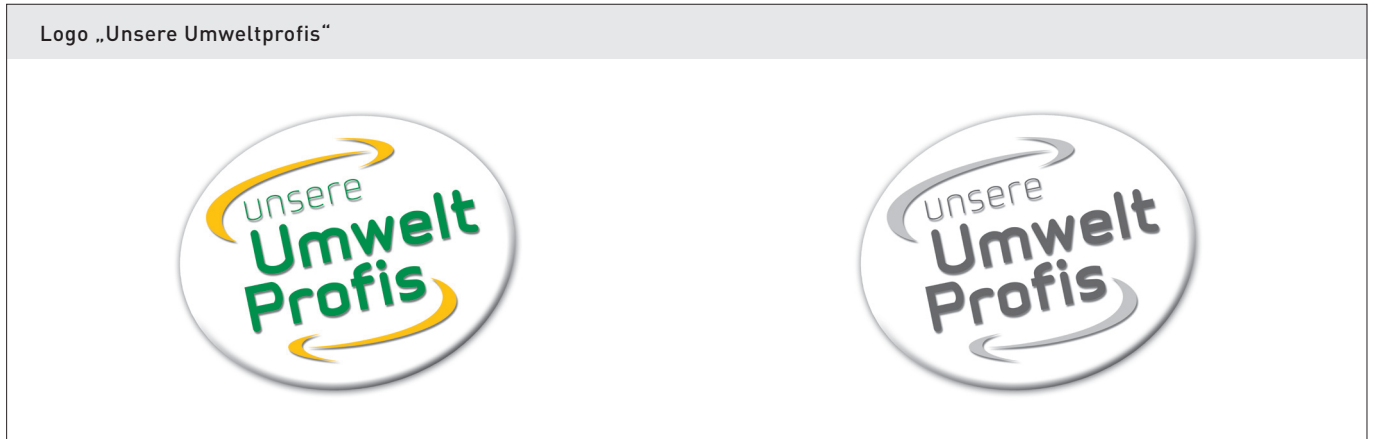 Logo „Unsere Umweltprofis“
unsere
Umwelt
Profis
unsere
Umwelt
Profis